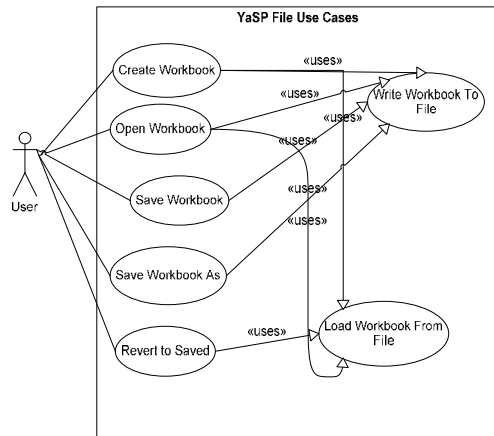 YaSP File Use Cases
Create Workbook
«uses»
Write Workbook To
File
«uses»
Open Workbook
«uses»
«uses»
User
Save Workbook
«uses»
Save Workbook As
Load Workbook From
File
«uses»
Revert to Saved